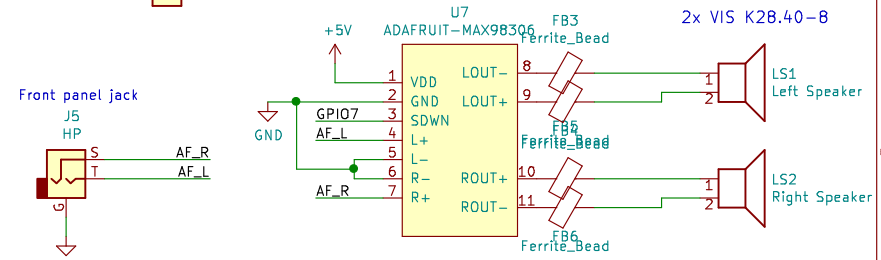 2x VIS K28.40-8
U7
ADAFRUIT-MAX98306
+5V
FB3
Ferrite_Bead
1 VDD
2 GND
3 SDWN
4 L+
5 L-
6 R-
7 R+
LOUT- 8
LOUT+ 9
ROUT+ 10
ROUT- 11
GND
GPIO7
AF_L
AF_R
FB4
Ferrite_Bead
FB5
Ferrite_Bead
FB6
Ferrite_Bead
1
2
LS1
Left Speaker
1
2
LS2
Right Speaker
Front panel jack
J5
HP
S AF_R
T AF_L
G